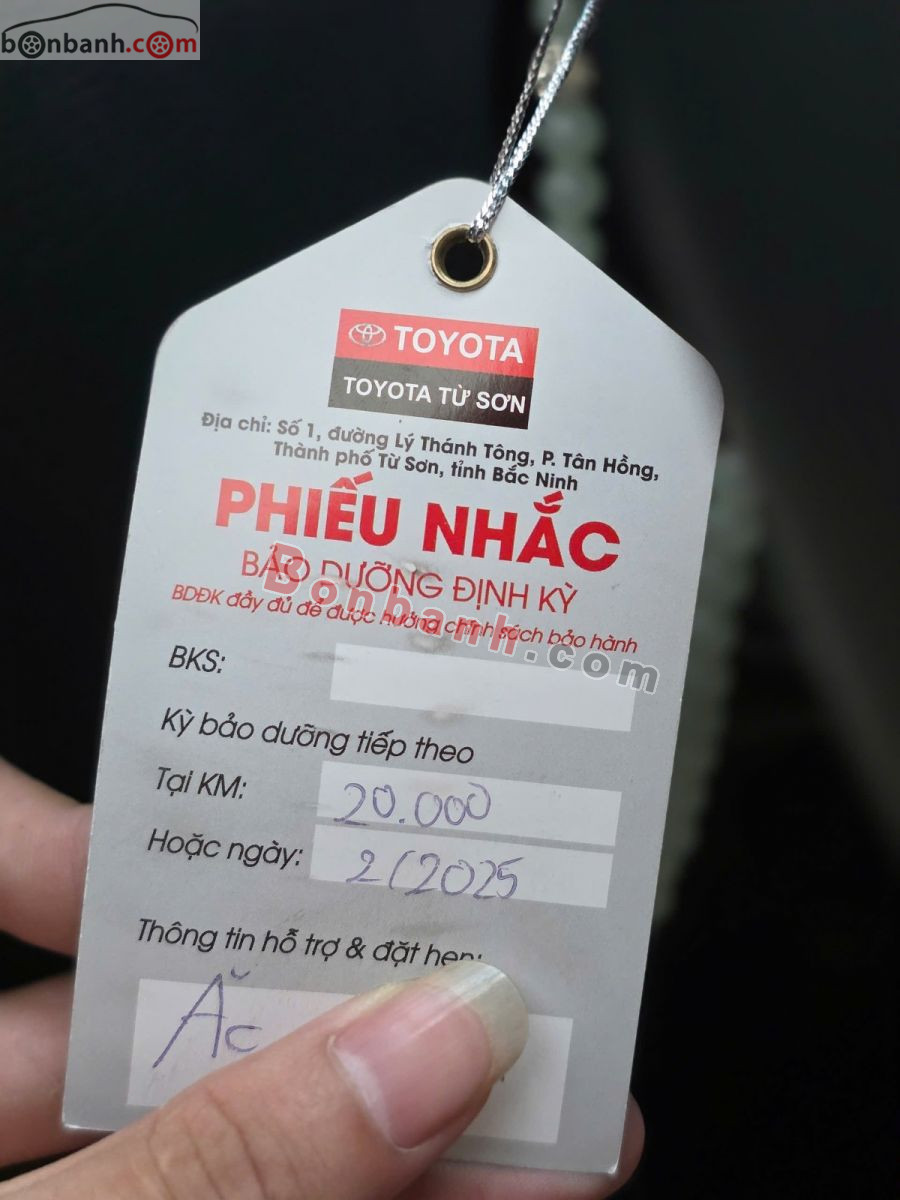 bonbanh.com
TOYOTA
TOYOTA TỪ SƠN
Địa chỉ: Số 1, đường Lý Thánh Tông, P. Tân Hồng,
Thành phố Từ Sơn, tỉnh Bắc Ninh
PHIẾU NHẮC
BẢO DƯỠNG ĐỊNH KỲ
BDĐK đầy đủ để được hưởng chính sách bảo hành
Bonbanh.com
BKS:
Kỳ bảo dưỡng tiếp theo
Tại KM: 20.000
Hoặc ngày: 2/2025
Thông tin hỗ trợ & đặt hẹn:
Ắc